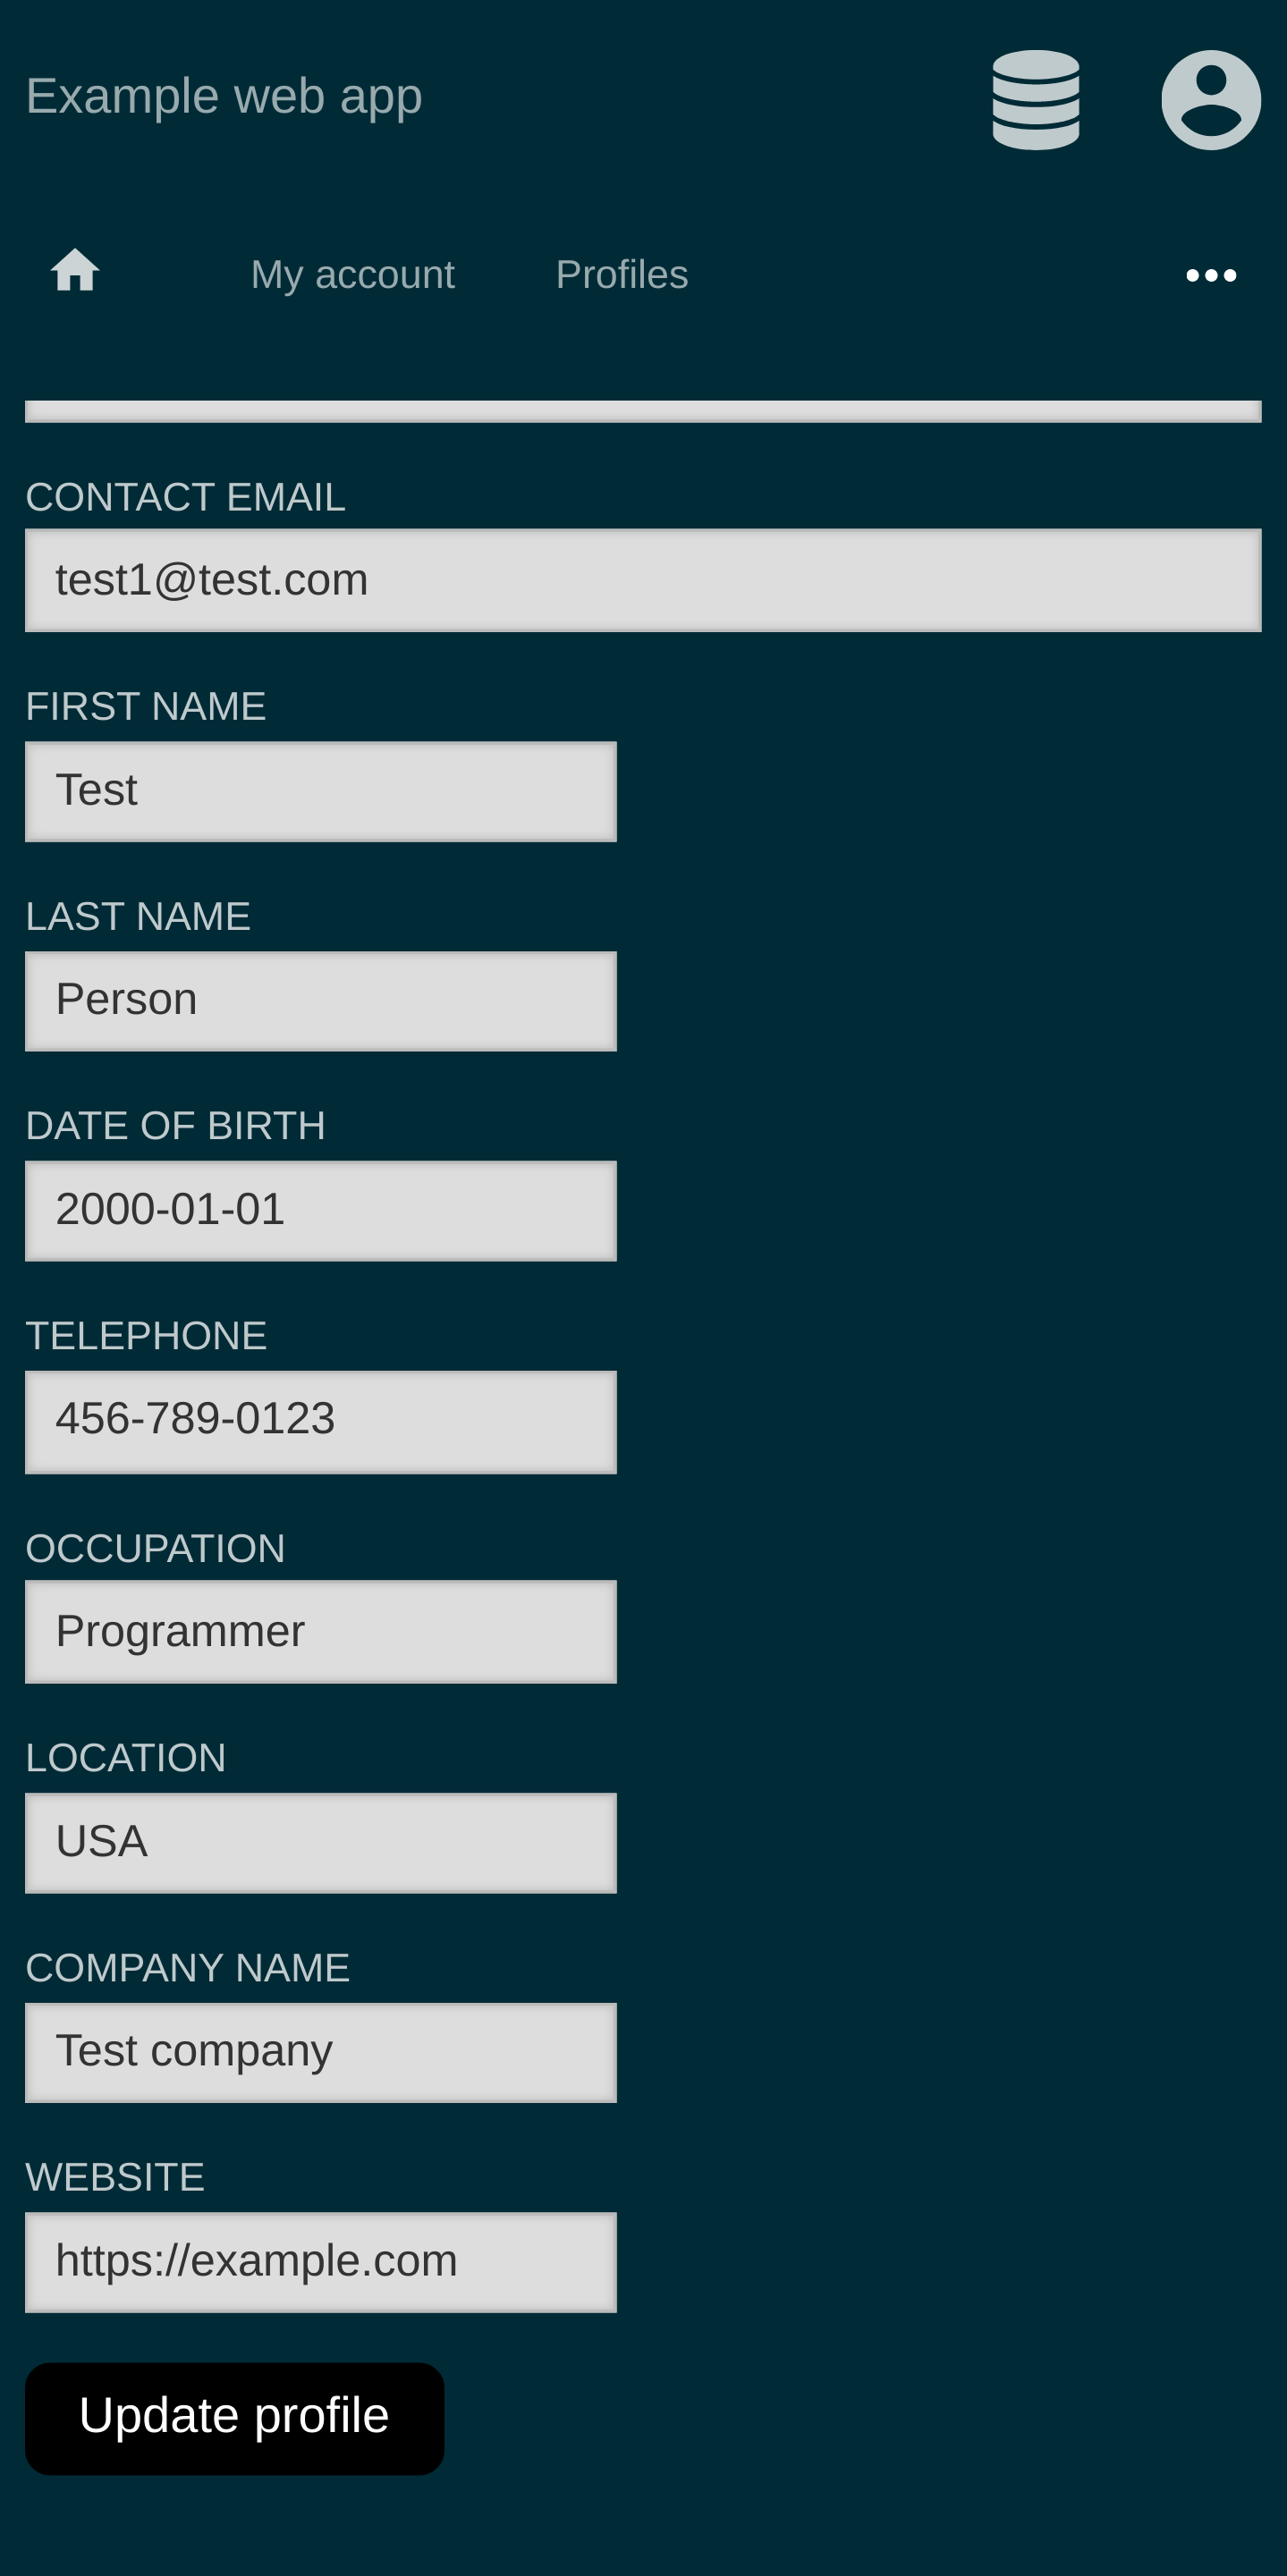 Example web app
My account Profiles
CONTACT EMAIL
test1@test.com
FIRST NAME
Test
LAST NAME
Person
DATE OF BIRTH
2000-01-01
TELEPHONE
456-789-0123
OCCUPATION
Programmer
LOCATION
USA
COMPANY NAME
Test company
WEBSITE
https://example.com
Update profile